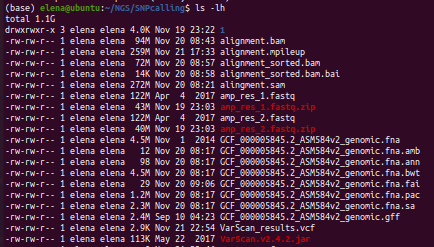 (base) elena@ubuntu:~/NGS/SNPcalling$ ls -lh
total 1.1G
drwxrwxr-x 3 elena elena 4.0K Nov 19 23:22 1
-rw-rw-r-- 1 elena elena  94M Nov 20 08:43 alignment.bam
-rw-rw-r-- 1 elena elena 259M Nov 21 17:33 alignment.mpileup
-rw-rw-r-- 1 elena elena  72M Nov 20 08:57 alignment_sorted.bam
-rw-rw-r-- 1 elena elena  14K Nov 20 08:58 alignment_sorted.bam.bai
-rw-rw-r-- 1 elena elena 272M Nov 20 08:21 alingment.sam
-rw-rw-r-- 1 elena elena 122M Apr  4  2017 amp_res_1.fastq
-rw-rw-r-- 1 elena elena  43M Nov 19 23:03 amp_res_1.fastq.zip
-rw-rw-r-- 1 elena elena 122M Apr  4  2017 amp_res_2.fastq
-rw-rw-r-- 1 elena elena  40M Nov 19 23:03 amp_res_2.fastq.zip
-rw-rw-r-- 1 elena elena 4.5M Nov  1  2014 GCF_000005845.2_ASM584v2_genomic.fna
-rw-rw-r-- 1 elena elena   12 Nov 20 08:17 GCF_000005845.2_ASM584v2_genomic.fna.amb
-rw-rw-r-- 1 elena elena   98 Nov 20 08:17 GCF_000005845.2_ASM584v2_genomic.fna.ann
-rw-rw-r-- 1 elena elena 4.5M Nov 20 08:17 GCF_000005845.2_ASM584v2_genomic.fna.bwt
-rw-rw-r-- 1 elena elena   29 Nov 20 09:06 GCF_000005845.2_ASM584v2_genomic.fna.fai
-rw-rw-r-- 1 elena elena 1.2M Nov 20 08:17 GCF_000005845.2_ASM584v2_genomic.fna.pac
-rw-rw-r-- 1 elena elena 2.3M Nov 20 08:17 GCF_000005845.2_ASM584v2_genomic.fna.sa
-rw-rw-r-- 1 elena elena 2.4M Sep 10 04:23 GCF_000005845.2_ASM584v2_genomic.gff
-rw-rw-r-- 1 elena elena 2.9K Nov 21 22:54 VarScan_results.vcf
-rw-rw-r-- 1 elena elena 113K May 22  2017 VarScan.v2.4.2.jar